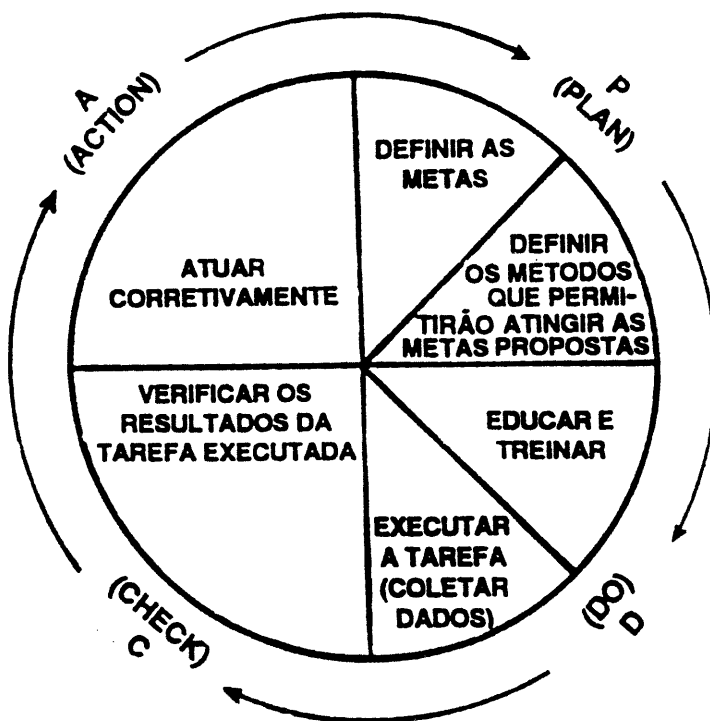 A
(ACTION)
P
(PLAN)
DEFINIR AS
METAS
DEFINIR
OS MÉTODOS
QUE PERMI-
TIRÃO ATINGIR AS
METAS PROPOSTAS
EDUCAR E
TREINAR
EXECUTAR
A TAREFA
(COLETAR
DADOS)
(DO)
D
VERIFICAR OS
RESULTADOS DA
TAREFA EXECUTADA
(CHECK)
C
ATUAR
CORRETIVAMENTE